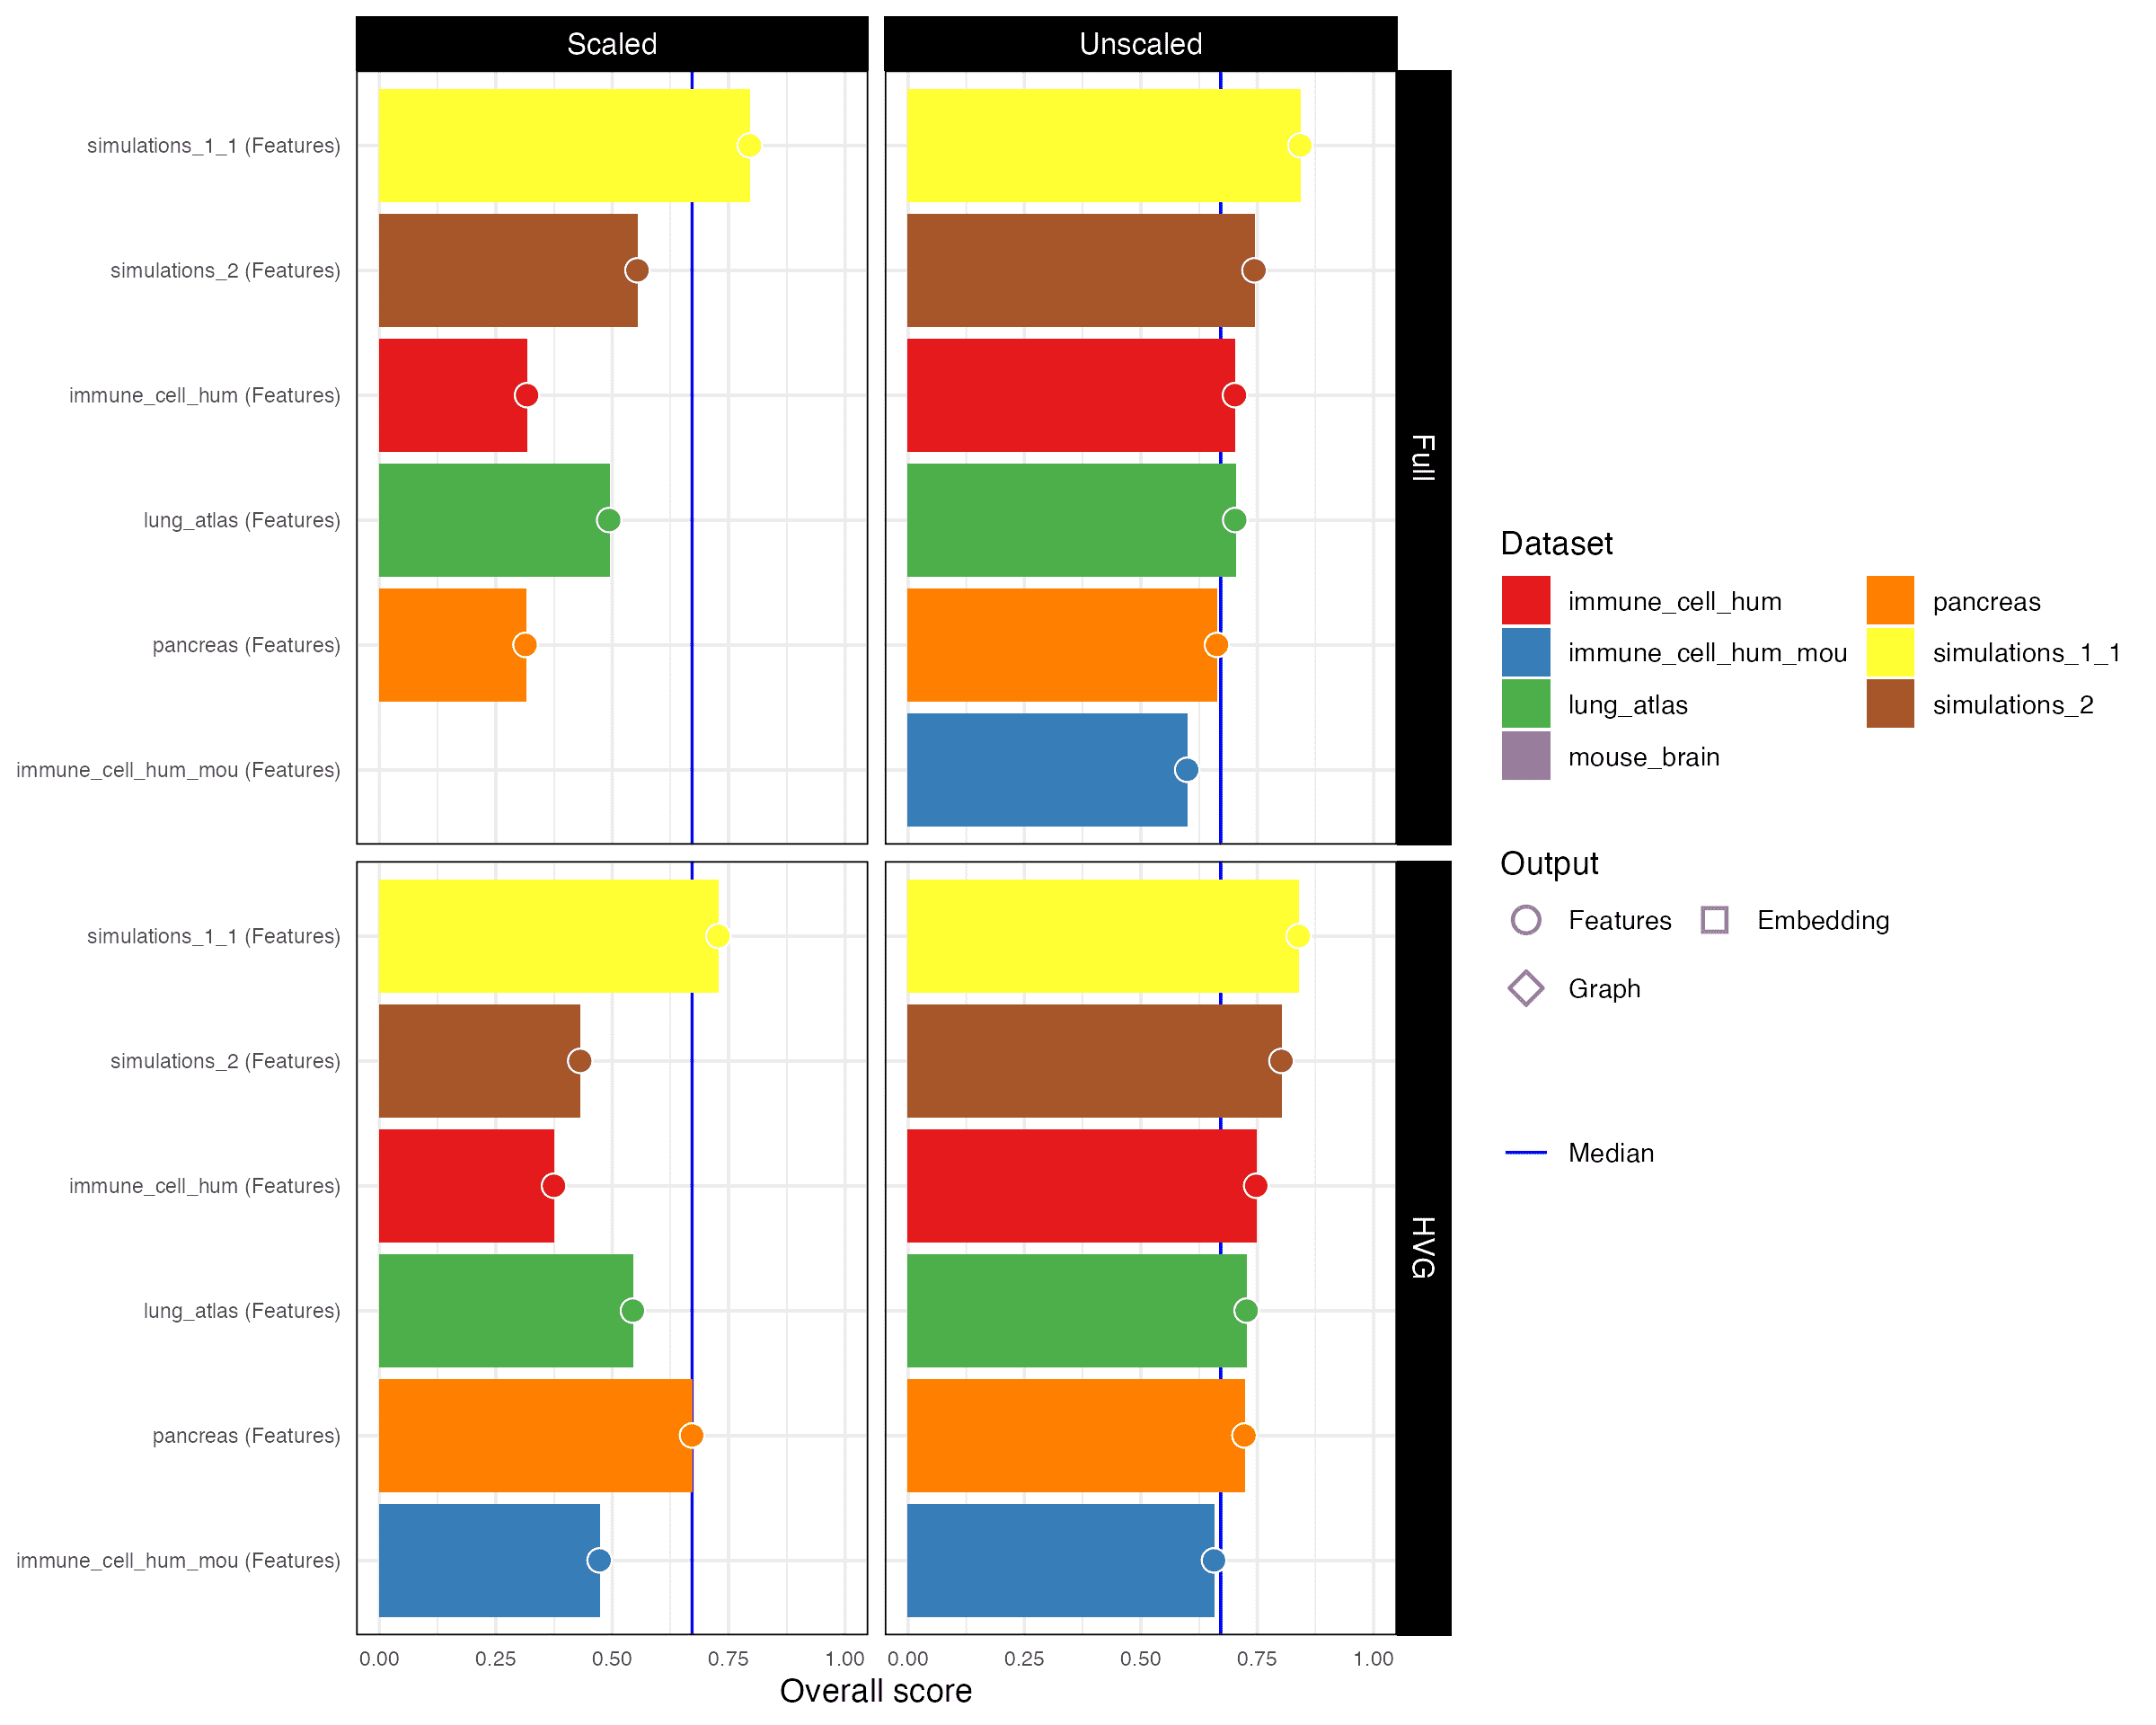 Scaled
Unscaled
simulations_1_1 (Features)
simulations_2 (Features)
immune_cell_hum (Features)
lung_atlas (Features)
pancreas (Features)
immune_cell_hum_mou (Features)
Full
simulations_1_1 (Features)
simulations_2 (Features)
immune_cell_hum (Features)
lung_atlas (Features)
pancreas (Features)
immune_cell_hum_mou (Features)
HVG
0.00 0.25 0.50 0.75 1.00
0.00 0.25 0.50 0.75 1.00
Overall score
Dataset
immune_cell_hum
immune_cell_hum_mou
lung_atlas
mouse_brain
pancreas
simulations_1_1
simulations_2
Output
Features
Embedding
Graph
Median